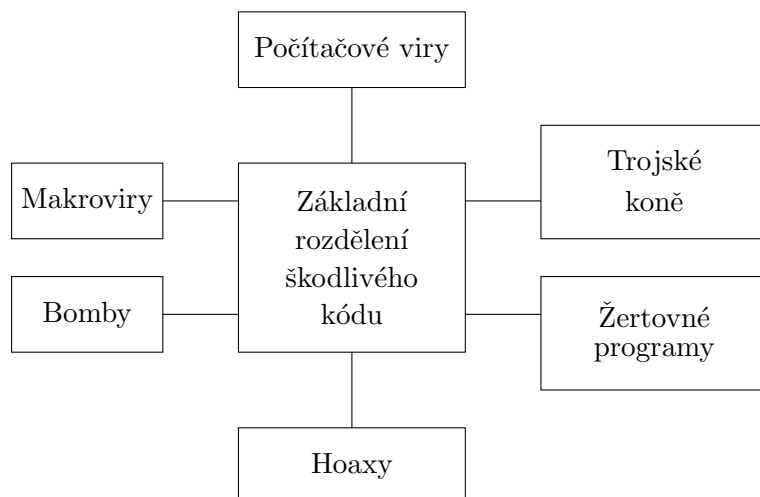 Počítačové viry
Trojské
koně
Makroviry
Základní
rozdělení
škodlivého
kódu
Bomby
Žertovné
programy
Hoaxy